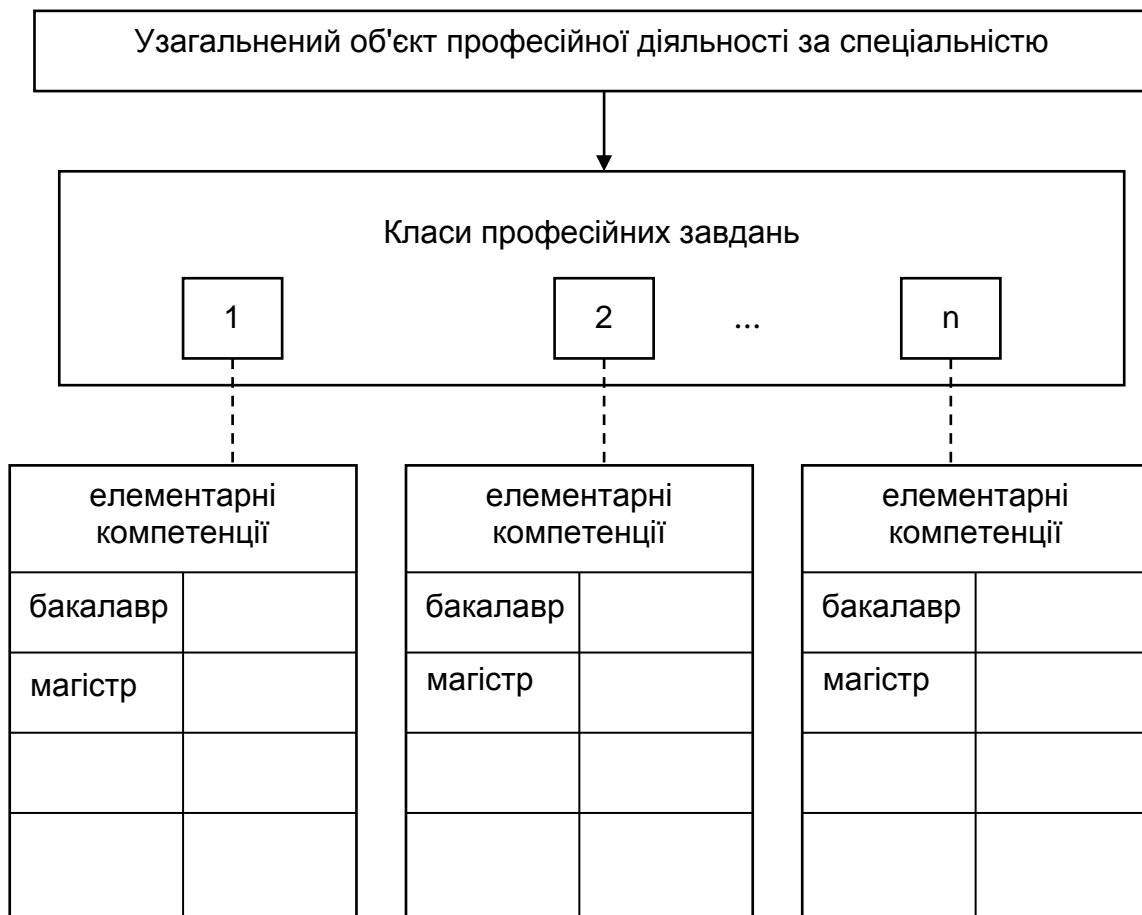 Узагальнений об'єкт професійної діяльності за спеціальністю
Класи професійних завдань
1
2
...
n
елементарні
компетенції
бакалавр
магістр
елементарні
компетенції
бакалавр
магістр
елементарні
компетенції
бакалавр
магістр